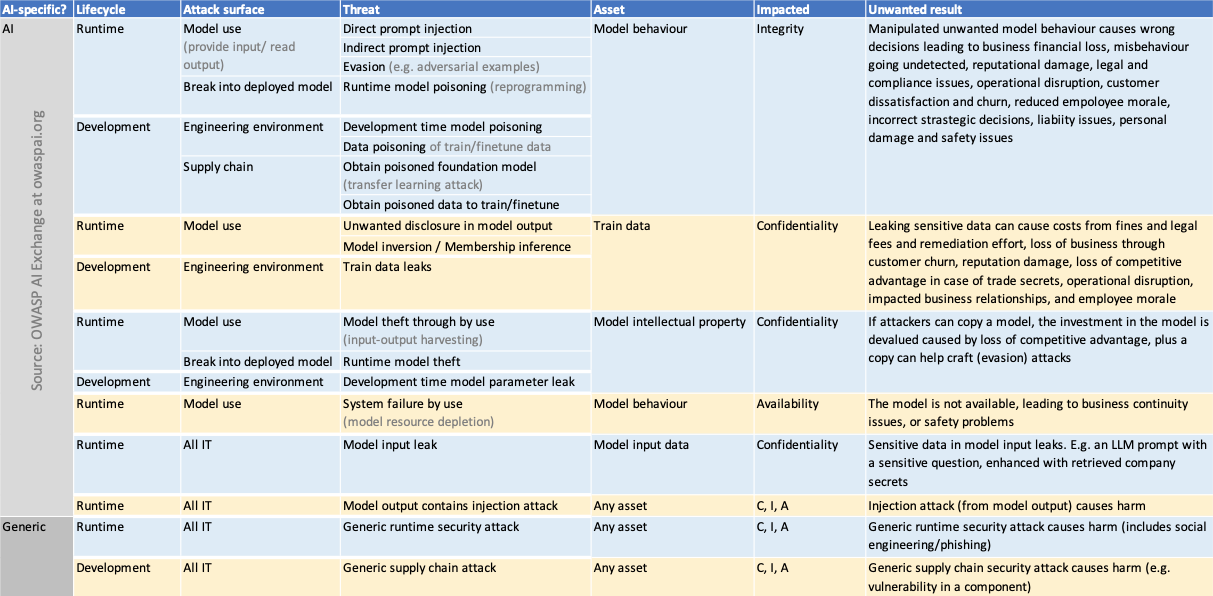 AI-specific? Lifecycle Attack surface Threat Asset Impacted Unwanted result
AI Runtime Model use Direct prompt injection Model behaviour Integrity Manipulated unwanted model behaviour causes wrong
(provide input/ read Indirect prompt injection decisions leading to business financial loss, misbehaviour
output) Evasion (e.g. adversarial examples) going undetected, reputational damage, legal and
Break into deployed model Runtime model poisoning (reprogramming) compliance issues, operational disruption, customer
dissatisfaction and churn, reduced empoloyee morale,
Development Engineering environment Development time model poisoning incorrect strastegic decisions, liabiity issues, personal
Data poisoning of train/finetune data damage and safety issues
Supply chain Obtain poisoned foundation model
(transfer learning attack)
Obtain poisoned data to train/finetune
Runtime Model use Unwanted disclosure in model output Train data Confidentiality Leaking sensitive data can cause costs from fines and legal
Model inversion / Membership inference fees and remediation effort, loss of business through
Development Engineering environment Train data leaks customer churn, reputation damage, loss of competitive
advantage in case of trade secrets, operational disruption,
impacted business relationships, and employee morale
Runtime Model use Model theft through by use Model intellectual property Confidentiality If attackers can copy a model, the investment in the model is
(input-output harvesting) devalued caused by loss of competitive advantage, plus a
Break into deployed model Runtime model theft copy can help craft (evasion) attacks
Development Engineering environment Development time model parameter leak
Runtime Model use System failure by use Model behaviour Availability The model is not available, leading to business continuity
(model resource depletion) issues, or safety problems
Runtime All IT Model input leak Model input data Confidentiality Sensitive data in model input leaks. E.g. an LLM prompt with
a sensitive question, enhanced with retrieved company
secrets
Runtime All IT Model output contains injection attack Any asset C, I, A Injection attack (from model output) causes harm
Generic Runtime All IT Generic runtime security attack Any asset C, I, A Generic runtime security attack causes harm (includes social
engineering/phishing)
Development All IT Generic supply chain attack Any asset C, I, A Generic supply chain security attack causes harm (e.g.
vulnerability in a component)
Source: OWASP AI Exchange at owaspai.org